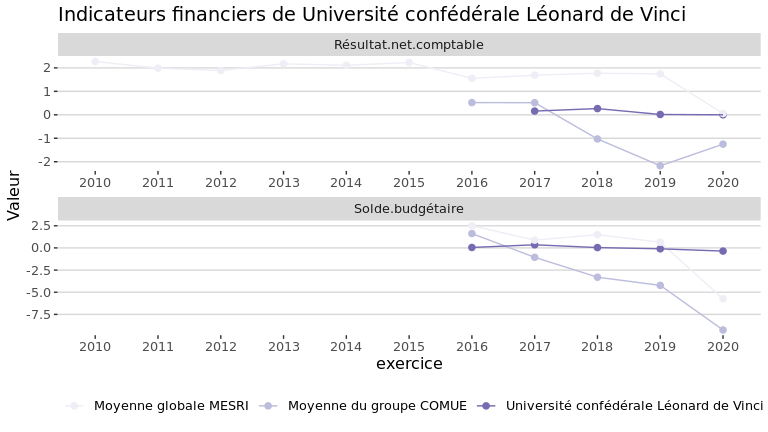 Indicateurs financiers de Université confédérale Léonard de Vinci
Résultat.net.comptable
2
1
0
-1
-2
2010 2011 2012 2013 2014 2015 2016 2017 2018 2019 2020
Valeur
Solde.budgétaire
2.5
0.0
-2.5
-5.0
-7.5
2010 2011 2012 2013 2014 2015 2016 2017 2018 2019 2020
exercice
Moyenne globale MESRI Moyenne du groupe COMUE Université confédérale Léonard de Vinci